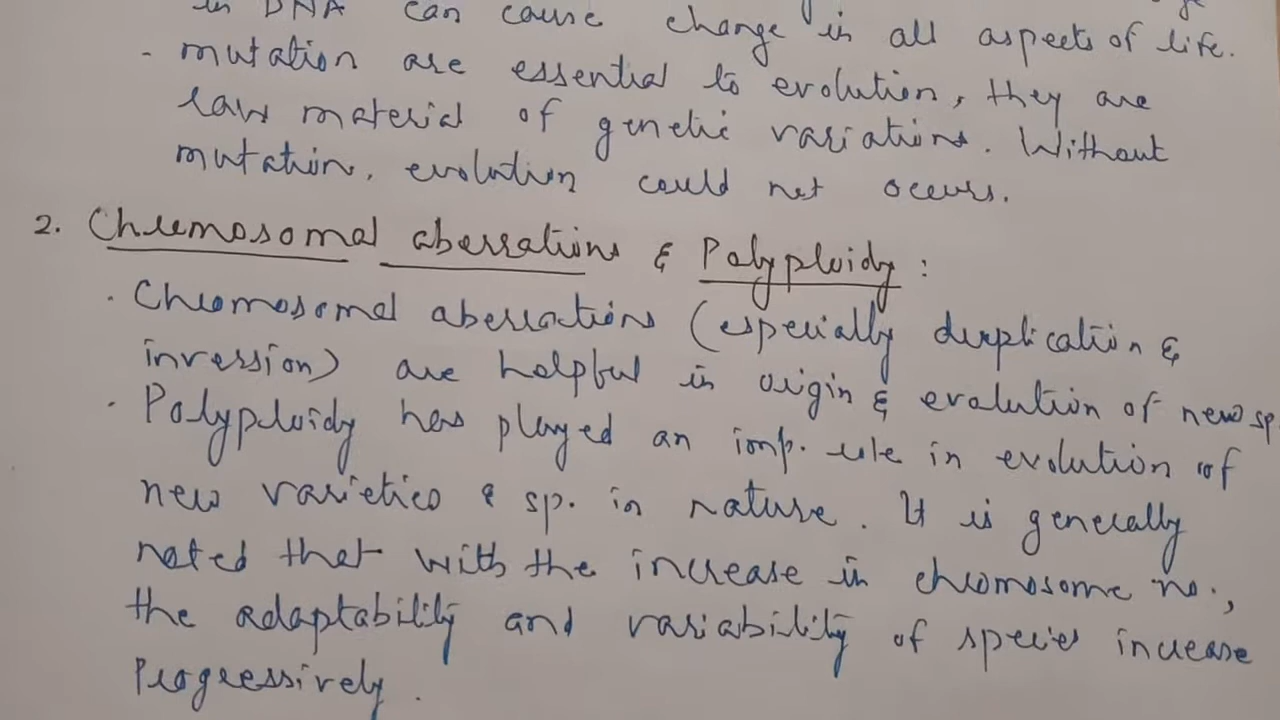 in DNA can cause change in all aspects of life.
- mutation are essential to evolution, they are
raw material of genetic variations. Without
mutation, evolution could not occurs.
2. Chromosomal aberrations & Polyploidy :
· Chromosomal aberrations (especially duplication &
inversion) are helpful in origin & evolution of new sp.
· Polyploidy has played an imp. role in evolution of
new varieties & sp. in nature. It is generally
noted that with the increase in chromosome no.,
the adaptability and variability of species increase
Progressively.